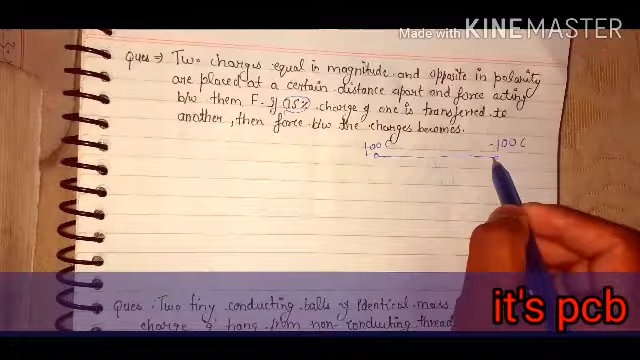 Made with KINEMASTER
Ques ⇒ Two charges equal in magnitude and opposite in polarity
are placed at a certain distance apart and force acting
b/w them F. If 25% charge of one is transferred to
another, then force b/w the charges becomes.
100 C -100 C
Ques. Two tiny conducting balls of identical mass
charge q hang from non-conducting thread
it's pcb